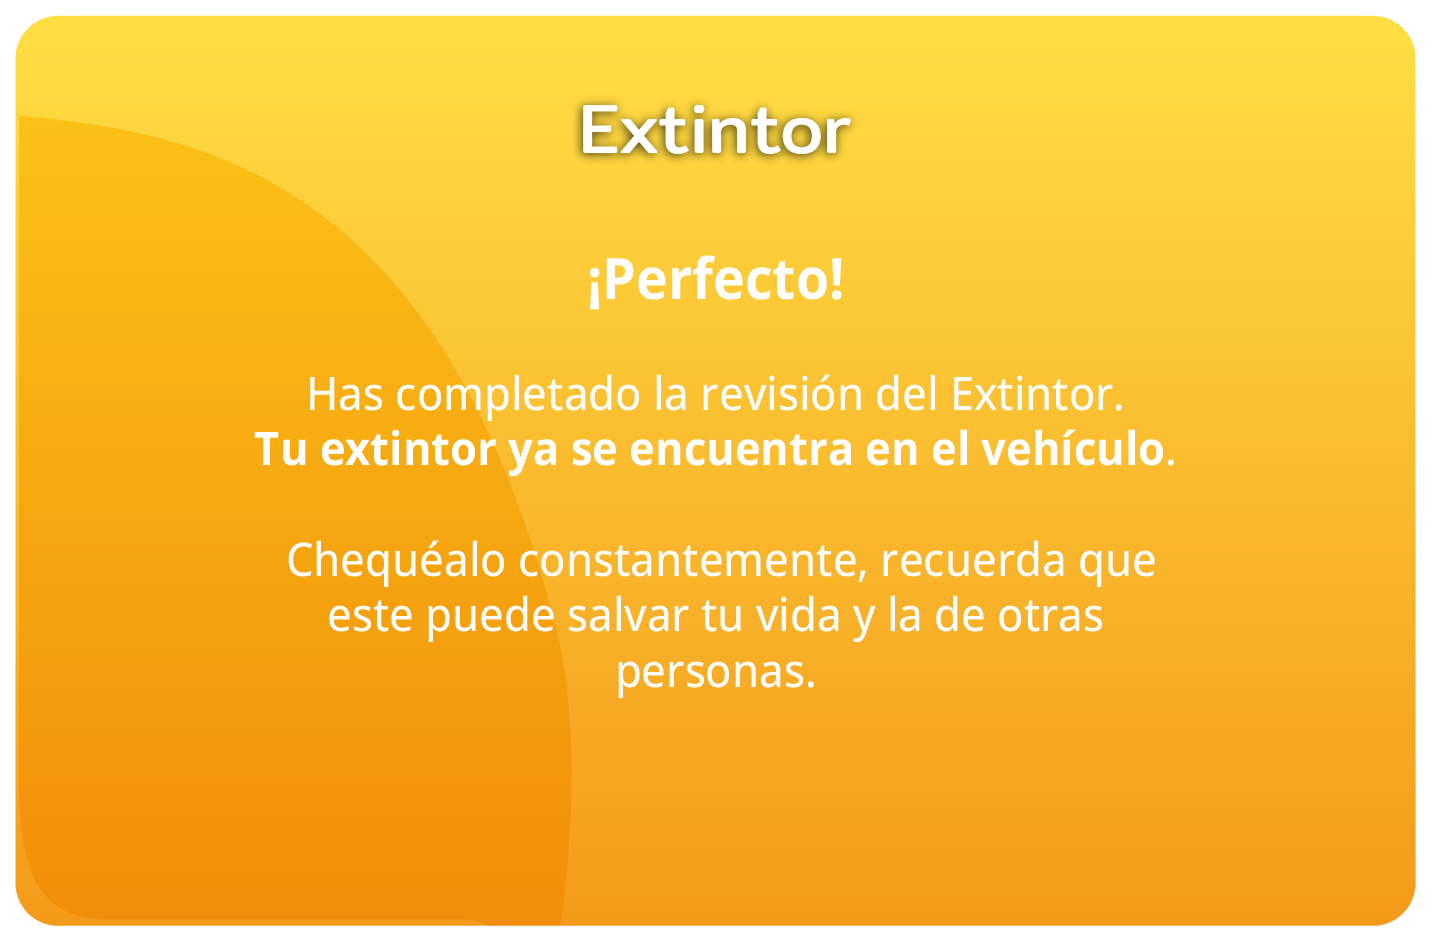 Extintor
¡Perfecto!
Has completado la revisión del Extintor.
Tu extintor ya se encuentra en el vehículo.
Chequéalo constantemente, recuerda que
este puede salvar tu vida y la de otras
personas.